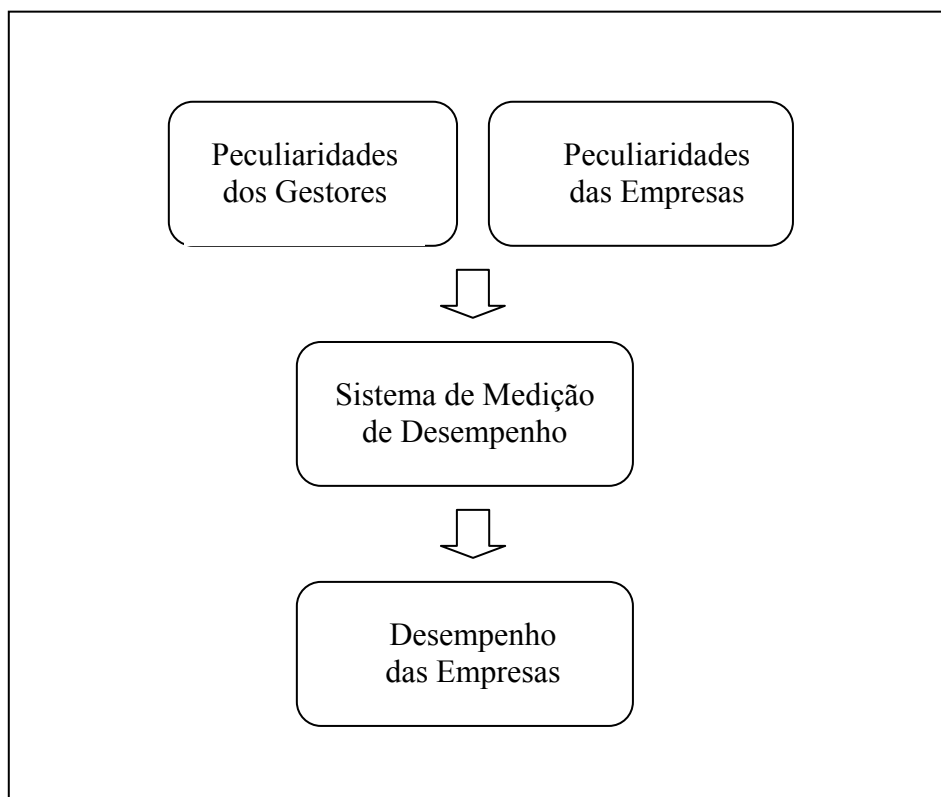 Peculiaridades
dos Gestores
Peculiaridades
das Empresas
Sistema de Medição
de Desempenho
Desempenho
das Empresas